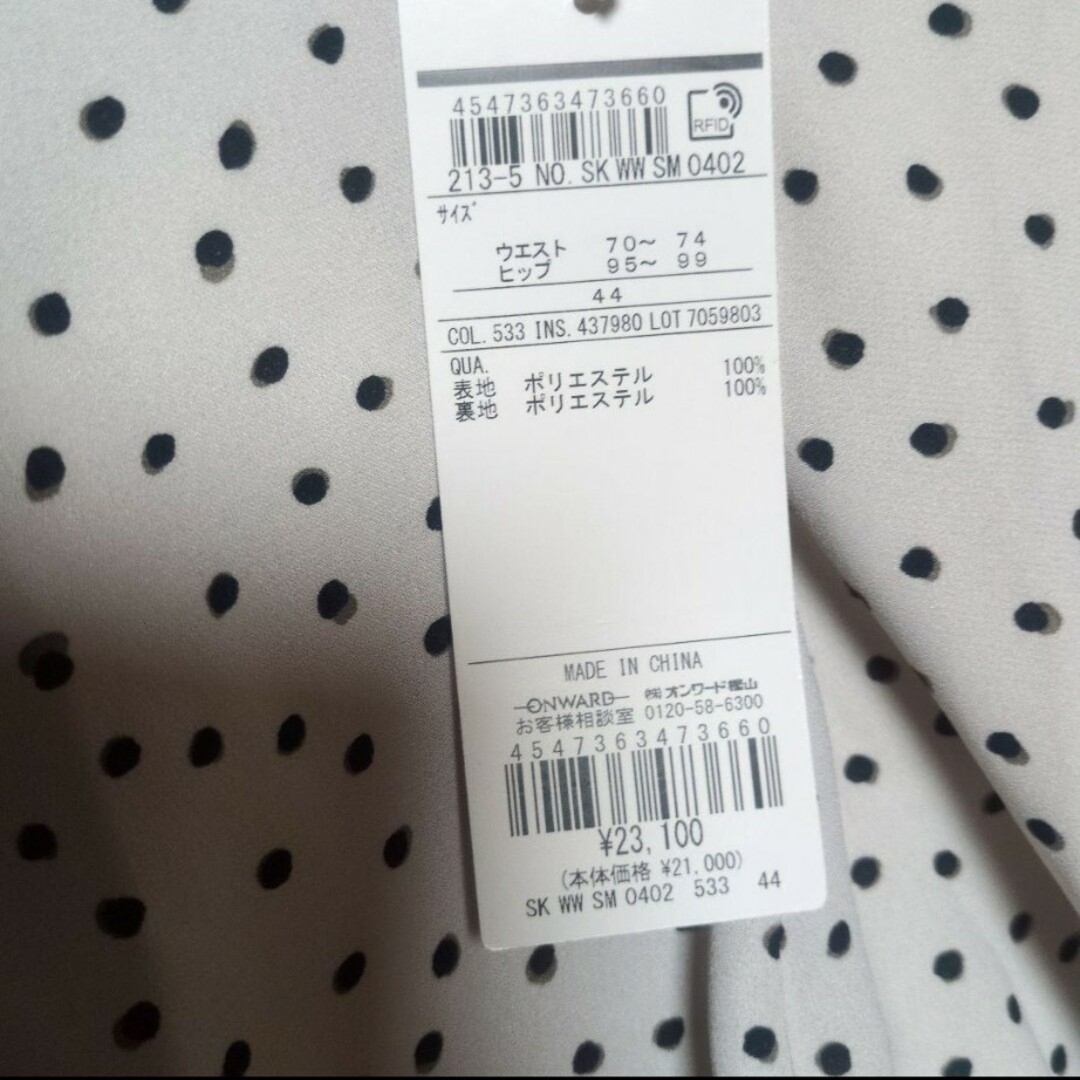 4547363473660
RFID
213-5 NO. SK WW SM 0402
サイズ
ウエスト 70~ 74
ヒップ 95~ 99
44
COL. 533 INS. 437980 LOT 7059803
QUA.
表地 ポリエステル 100%
裏地 ポリエステル 100%
MADE IN CHINA
ONWARD ㈱オンワード樫山
お客様相談室 0120-58-6300
4547363473660
¥23,100
(本体価格 ¥21,000)
SK WW SM 0402 533 44